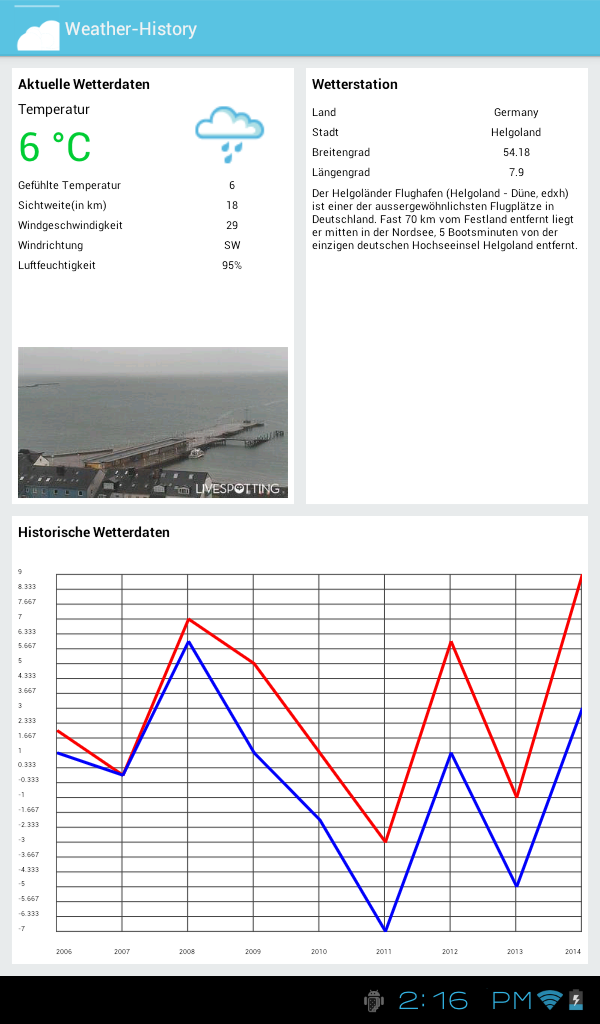 Weather-History
Aktuelle Wetterdaten
Temperatur
6 °C
Gefühlte Temperatur 6
Sichtweite(in km) 18
Windgeschwindigkeit 29
Windrichtung SW
Luftfeuchtigkeit 95%
LIVESPOTTING
Wetterstation
Land Germany
Stadt Helgoland
Breitengrad 54.18
Längengrad 7.9
Der Helgoländer Flughafen (Helgoland - Düne, edxh)
ist einer der aussergewöhnlichsten Flugplätze in
Deutschland. Fast 70 km vom Festland entfernt liegt
er mitten in der Nordsee, 5 Bootsminuten von der
einzigen deutschen Hochseeinsel Helgoland entfernt.
Historische Wetterdaten
9
8.333
7.667
7
6.333
5.667
5
4.333
3.667
3
2.333
1.667
1
0.333
-0.333
-1
-1.667
-2.333
-3
-3.667
-4.333
-5
-5.667
-6.333
-7
2006 2007 2008 2009 2010 2011 2012 2013 2014
2:16 PM